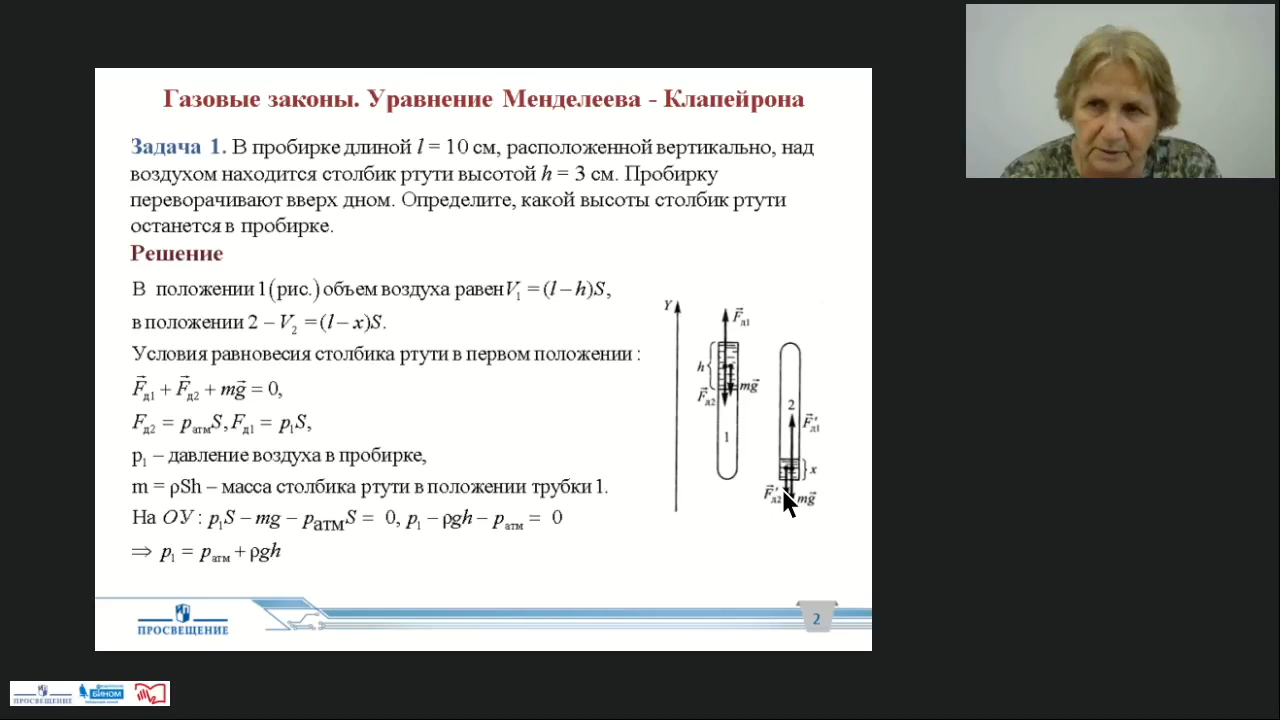 Газовые законы. Уравнение Менделеева - Клапейрона
Задача 1. В пробирке длиной l = 10 см, расположенной вертикально, над
воздухом находится столбик ртути высотой h = 3 см. Пробирку
переворачивают вверх дном. Определите, какой высоты столбик ртути
останется в пробирке.
Решение
В положении 1(рис.) объем воздуха равен V₁ = (l – h)S,
в положении 2 – V₂ = (l – x)S.
Условия равновесия столбика ртути в первом положении :
F⃗д1 + F⃗д2 + mg⃗ = 0,
Fд2 = pатмS, Fд1 = p₁S,
p₁ – давление воздуха в пробирке,
m = ρSh – масса столбика ртути в положении трубки 1.
На ОУ : p₁S – mg – pатмS = 0, p₁ – ρgh – pатм = 0
⇒ p₁ = pатм + ρgh
Y
F⃗д1
h
mg⃗
F⃗д2
1
2
F⃗′д1
x
F⃗′д2
mg⃗
ПРОСВЕЩЕНИЕ
2
ПРОСВЕЩЕНИЕ
БИНОМ